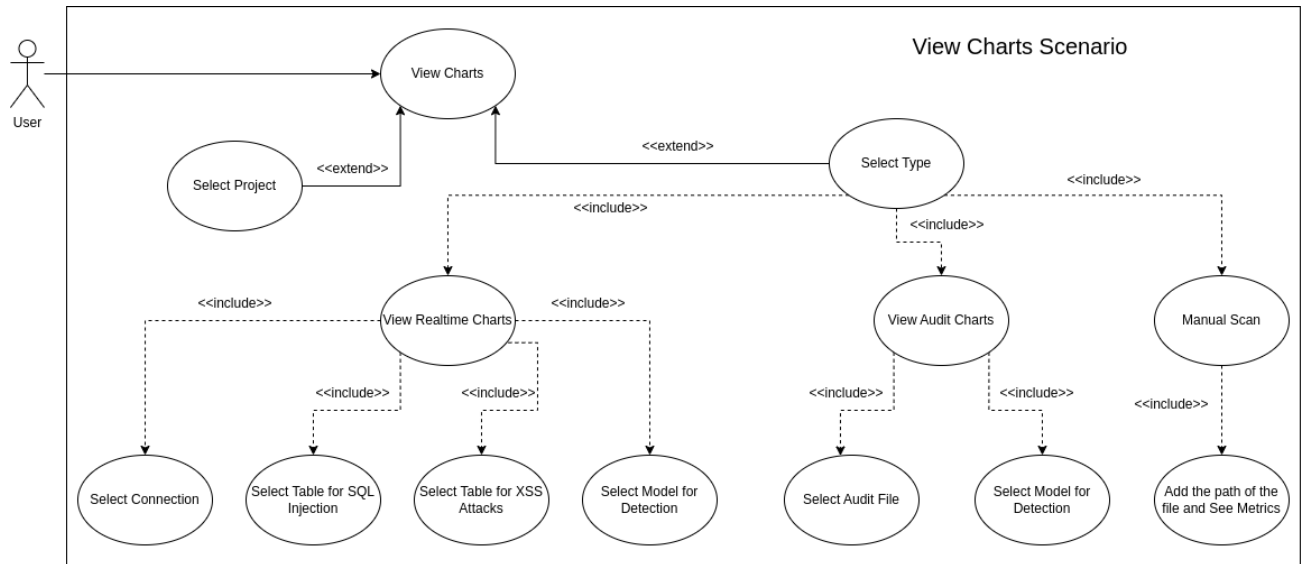 View Charts Scenario
View Charts
User
<<extend>>
Select Type
<<extend>>
Select Project
<<include>>
<<include>>
<<include>>
<<include>>
<<include>>
View Realtime Charts
View Audit Charts
Manual Scan
<<include>>
<<include>>
<<include>>
<<include>>
<<include>>
Select Connection
Select Table for SQL
Injection
Select Table for XSS
Attacks
Select Model for
Detection
Select Audit File
Select Model for
Detection
Add the path of the
file and See Metrics